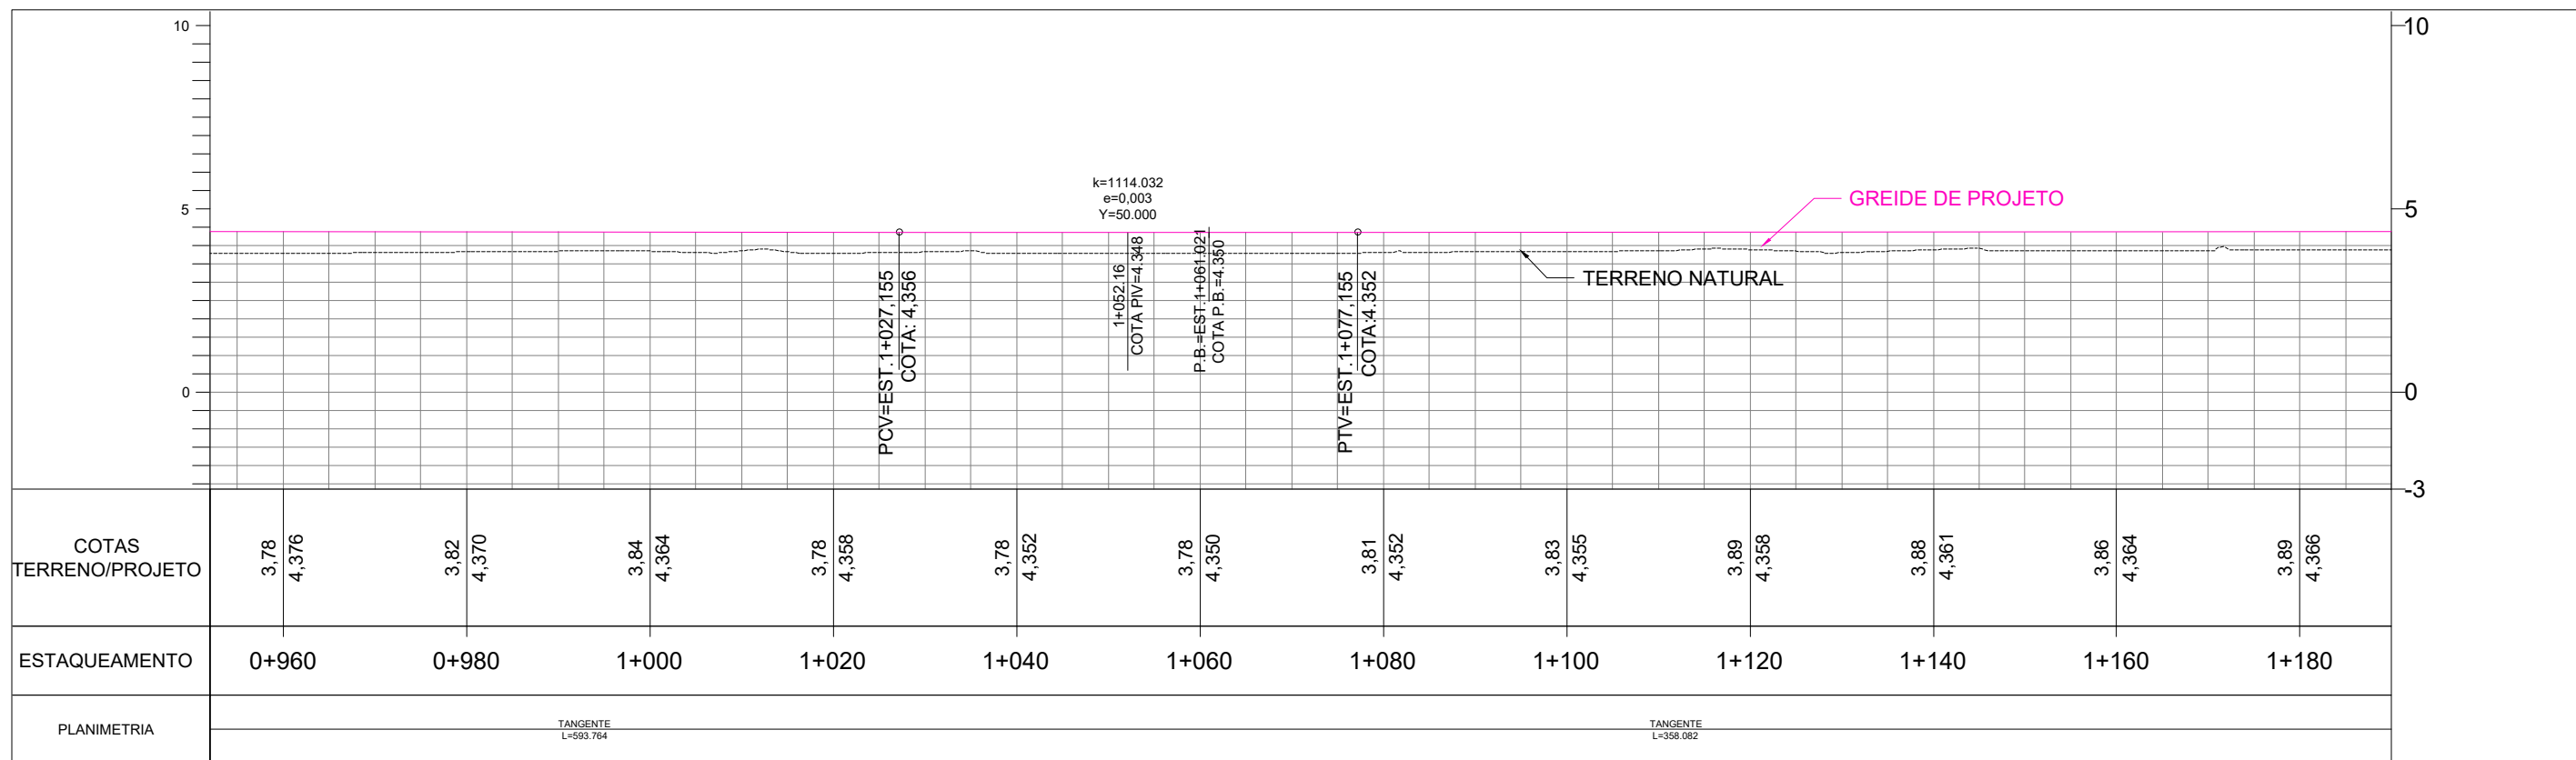 10
10
k=1114.032
e=0,003
Y=50.000
GREIDE DE PROJETO
5
5
TERRENO NATURAL
PCV=EST.1+027,155
COTA: 4,356
1+052.16
COTA PIV=4.348
P.B.=EST.1+061.021
COTA P.B.=4.350
PTV=EST.1+077,155
COTA:4.352
0
0
-3
COTAS
TERRENO/PROJETO
3,78
4,376
3,82
4,370
3,84
4,364
3,78
4,358
3,78
4,352
3,78
4,350
3,81
4,352
3,83
4,355
3,89
4,358
3,88
4,361
3,86
4,364
3,89
4,366
ESTAQUEAMENTO
0+960 0+980 1+000 1+020 1+040 1+060 1+080 1+100 1+120 1+140 1+160 1+180
PLANIMETRIA
TANGENTE
L=593.764
TANGENTE
L=358.082